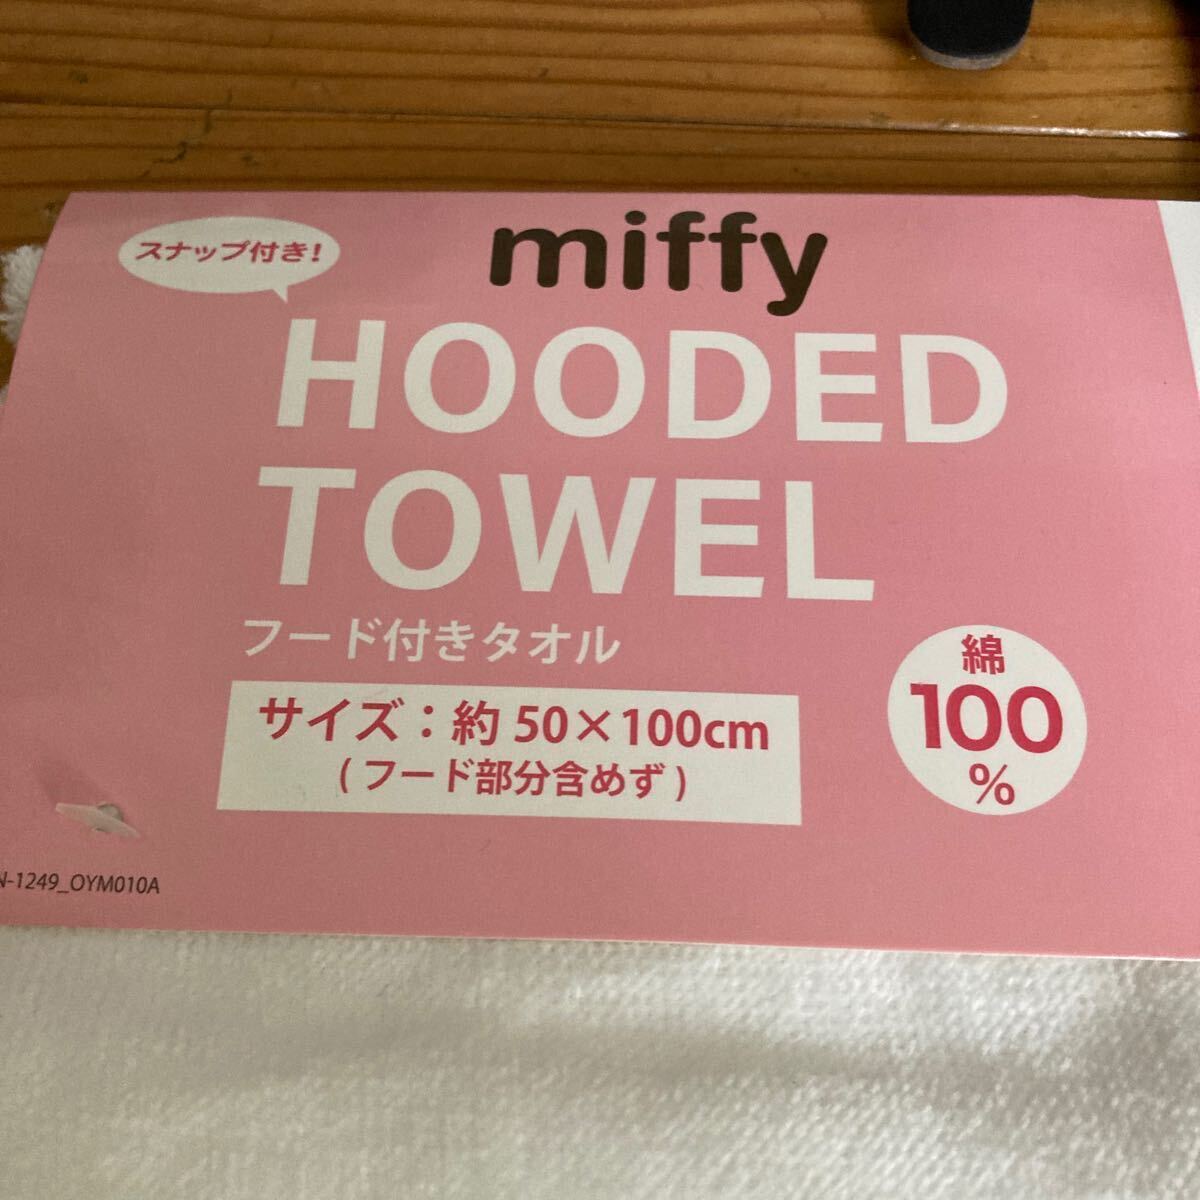 スナップ付き!
miffy
HOODED
TOWEL
フード付きタオル
サイズ：約 50×100cm
(フード部分含めず)
綿
100
%
N-1249_OYM010A